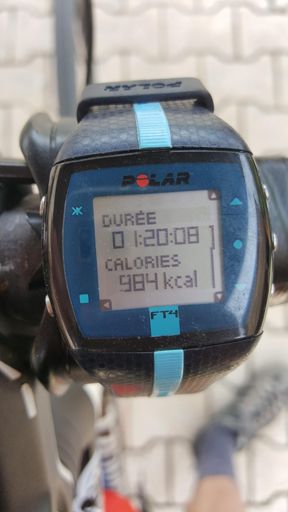 POLAR
POLAR
DURÉE
01:20:08
CALORIES
984 kcal
FT4